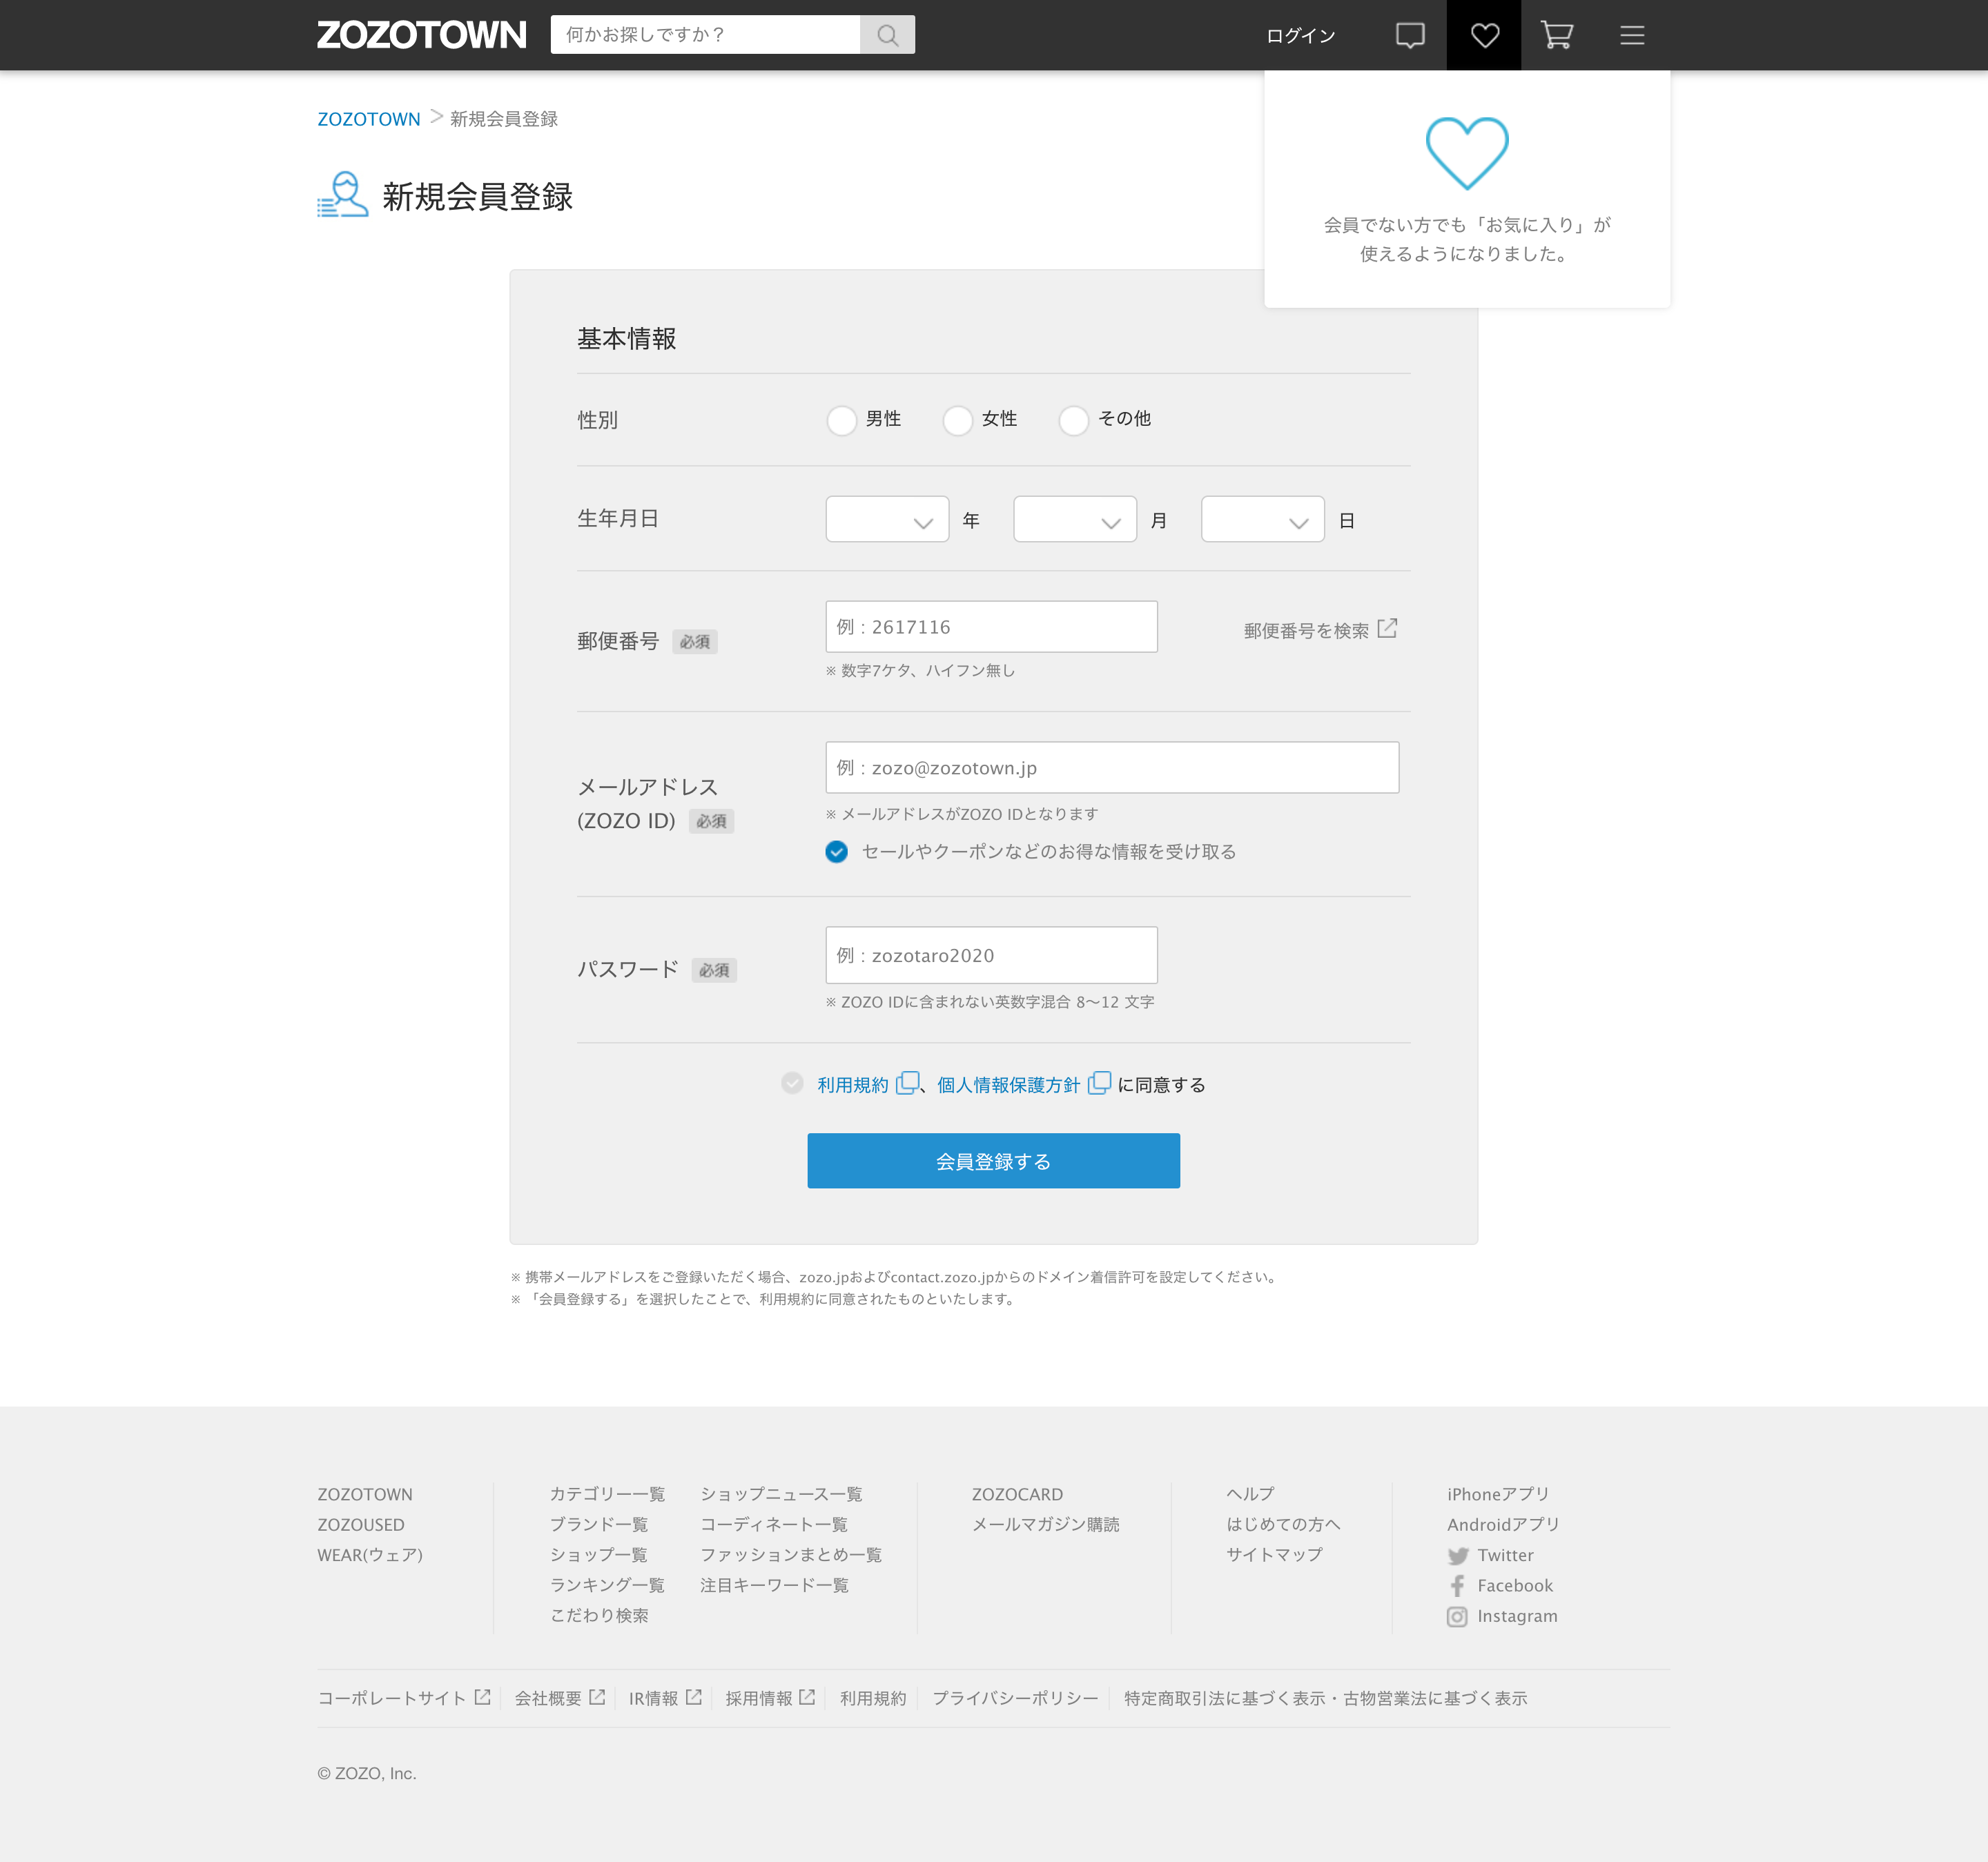 ZOZOTOWN
何かお探しですか？
ログイン
ZOZOTOWN > 新規会員登録
新規会員登録
会員でない方でも「お気に入り」が
使えるようになりました。
基本情報
性別
男性 女性 その他
生年月日
年 月 日
郵便番号 必須
例：2617116
郵便番号を検索
※ 数字7ケタ、ハイフン無し
メールアドレス
(ZOZO ID) 必須
例：zozo@zozotown.jp
※ メールアドレスがZOZO IDとなります
セールやクーポンなどのお得な情報を受け取る
パスワード 必須
例：zozotaro2020
※ ZOZO IDに含まれない英数字混合 8〜12 文字
利用規約、個人情報保護方針 に同意する
会員登録する
※ 携帯メールアドレスをご登録いただく場合、zozo.jpおよびcontact.zozo.jpからのドメイン着信許可を設定してください。
※ 「会員登録する」を選択したことで、利用規約に同意されたものといたします。
ZOZOTOWN
ZOZOUSED
WEAR(ウェア)
カテゴリー一覧
ブランド一覧
ショップ一覧
ランキング一覧
こだわり検索
ショップニュース一覧
コーディネート一覧
ファッションまとめ一覧
注目キーワード一覧
ZOZOCARD
メールマガジン購読
ヘルプ
はじめての方へ
サイトマップ
iPhoneアプリ
Androidアプリ
Twitter
Facebook
Instagram
コーポレートサイト 会社概要 IR情報 採用情報 利用規約 プライバシーポリシー 特定商取引法に基づく表示・古物営業法に基づく表示
© ZOZO, Inc.